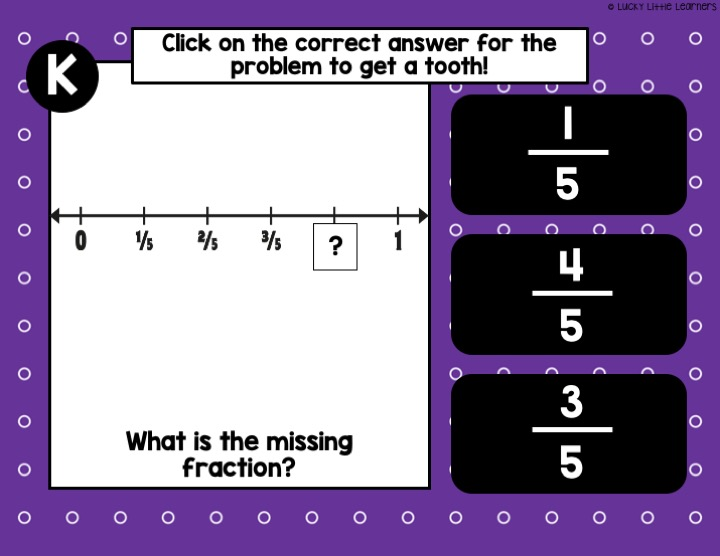 © Lucky Little Learners
Click on the correct answer for the
problem to get a tooth!
K
0 ⅕ ⅖ ⅗ ? 1
What is the missing
fraction?
1
5
4
5
3
5